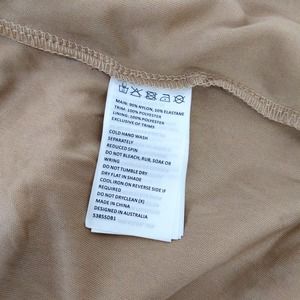 MAIN: 90% NYLON, 10% ELASTANE
TRIM: 100% POLYESTER
LINING: 100% POLYESTER
EXCLUSIVE OF TRIMS
COLD HAND WASH
SEPARATELY
REDUCED SPIN
DO NOT BLEACH, RUB, SOAK OR
WRING
DO NOT TUMBLE DRY
DRY FLAT IN SHADE
COOL IRON ON REVERSE SIDE IF
REQUIRED
DO NOT DRYCLEAN (X)
MADE IN CHINA
DESIGNED IN AUSTRALIA
S3855DB1